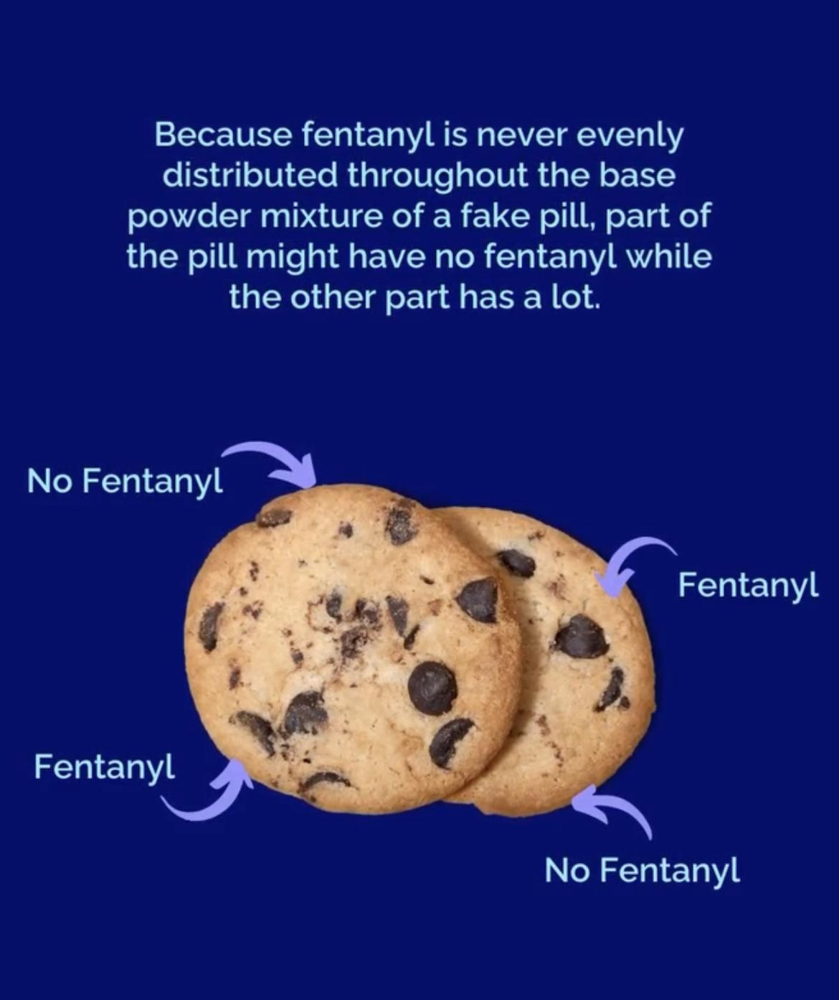 Because fentanyl is never evenly
distributed throughout the base
powder mixture of a fake pill, part of
the pill might have no fentanyl while
the other part has a lot.
No Fentanyl
Fentanyl
Fentanyl
No Fentanyl